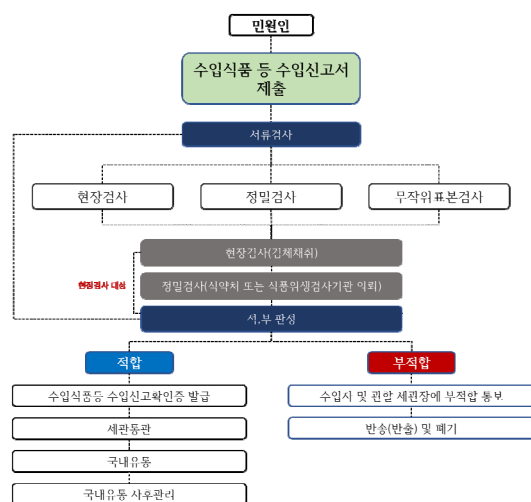 민원인
수입식품 등 수입신고서
제출
서류검사
현장검사
정밀검사
무작위표본검사
현장검사(검체채취)
현장검사 대상
정밀검사(식약처 또는 식품위생검사기관 의뢰)
적,부 판정
적합
부적합
수입식품등 수입신고확인증 발급
수입자 및 관할 세관장에 부적합 통보
세관통관
반송(반출) 및 폐기
국내유통
국내유통 사후관리